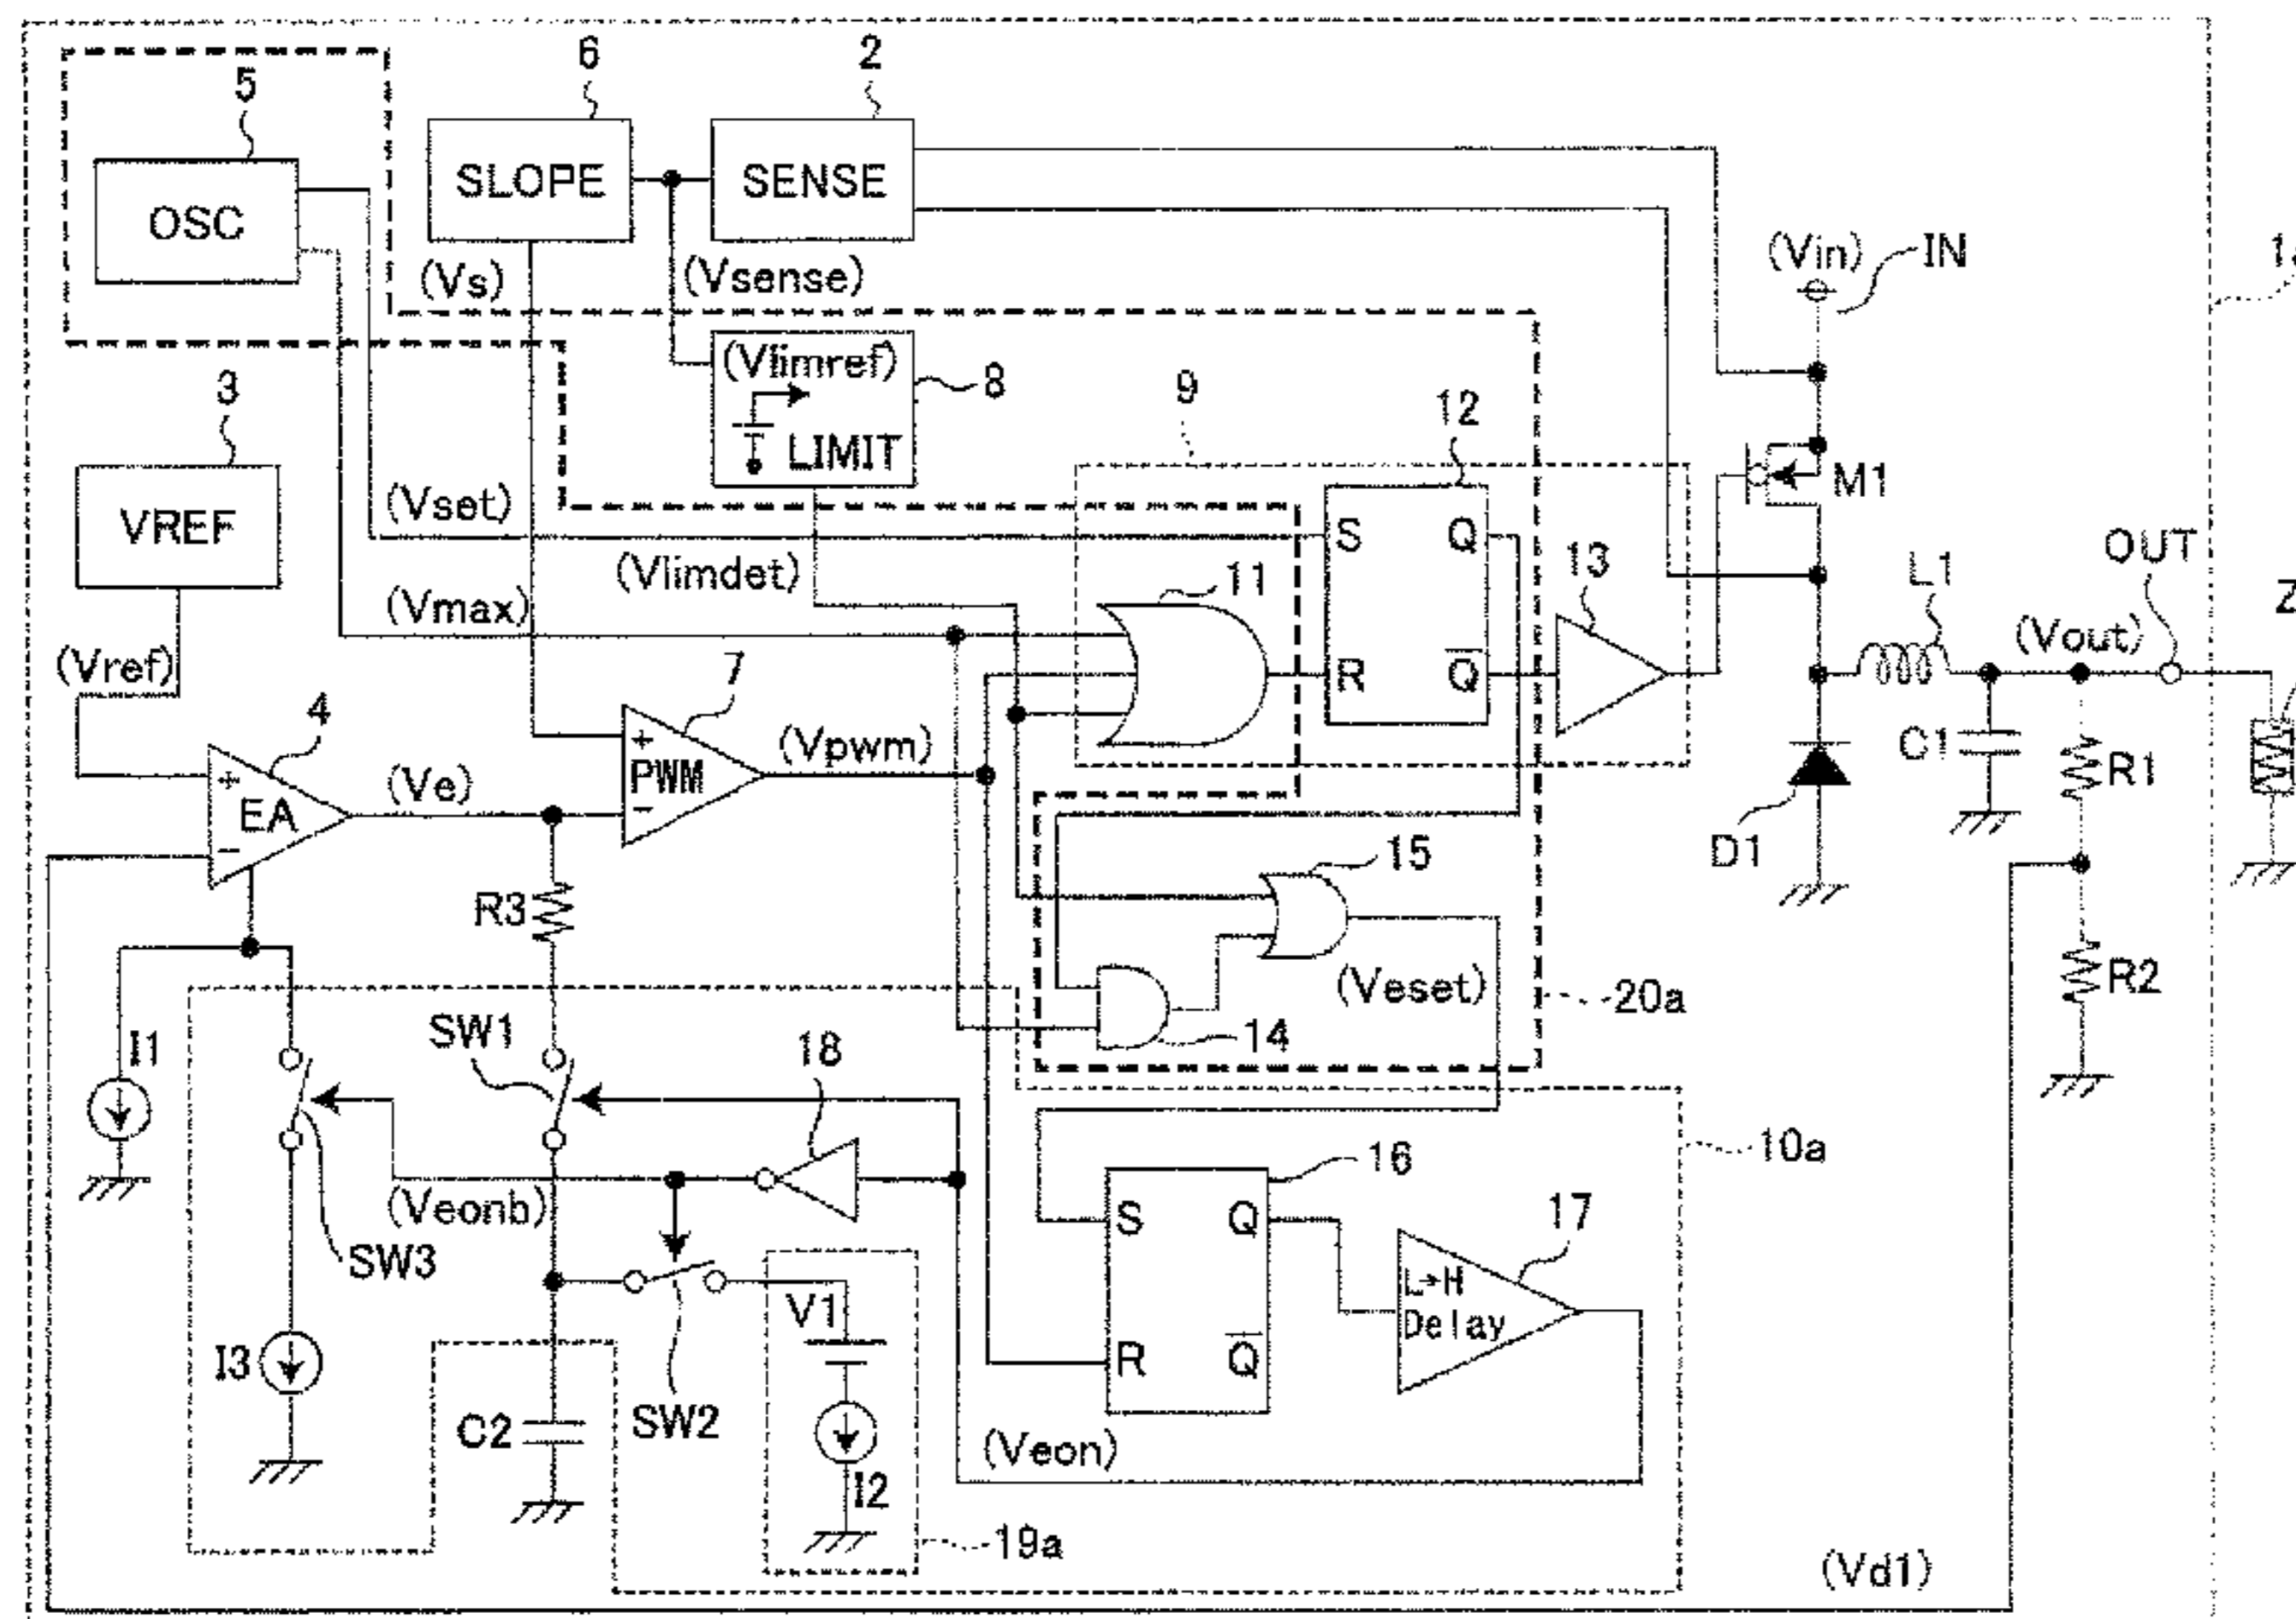 6
2
5
SLOPE
SENSE
OSC
(Vin)
IN
(Vs)
(Vsense)
(Vlimref)
8
LIMIT
3
9
12
VREF
(Vset)
S
Q
M1
(Vlimdet)
11
13
OUT
(Vmax)
L1
(Vout)
(Vref)
7
R
Q
4
+
(Vpwm)
C1
R1
+
EA
(Ve)
PWM
-
-
D1
15
R3
(Veset)
20a
R2
SW1
18
14
I1
10a
16
(Veonb)
S
Q
17
SW3
L→H
Delay
V1
I3
R
Q
C2
SW2
(Veon)
I2
19a
(Vd1)